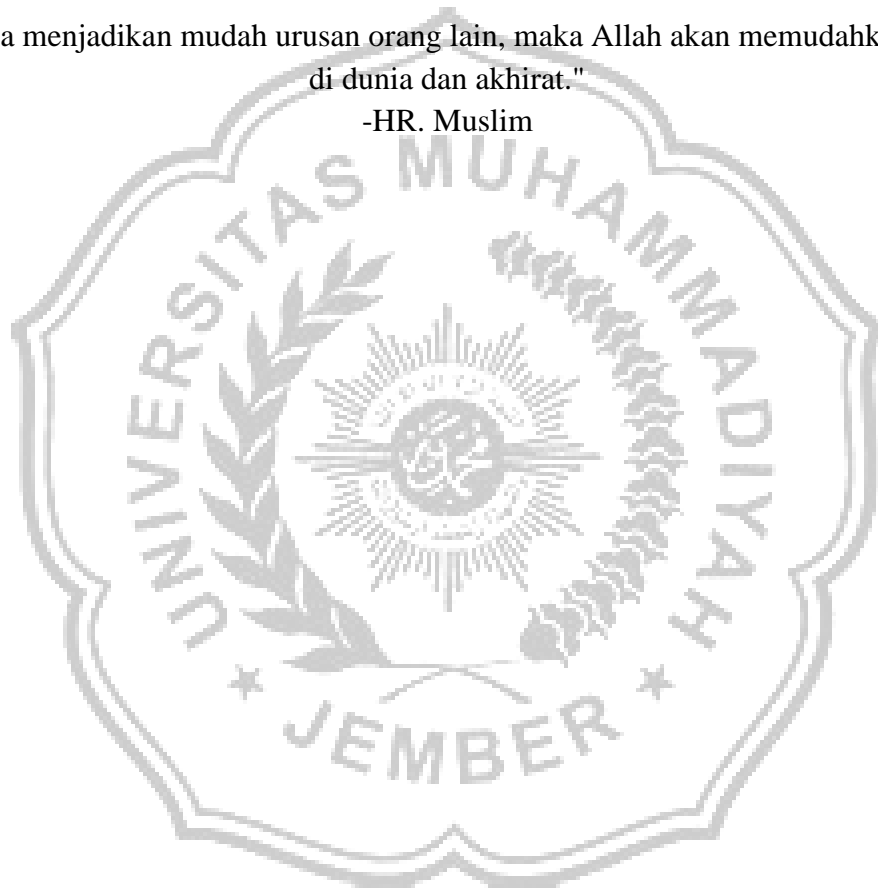 a menjadikan mudah urusan orang lain, maka Allah akan memudahk
di dunia dan akhirat."
-HR. Muslim
UNIVERSITAS MUHAMMADIYAH
JEMBER